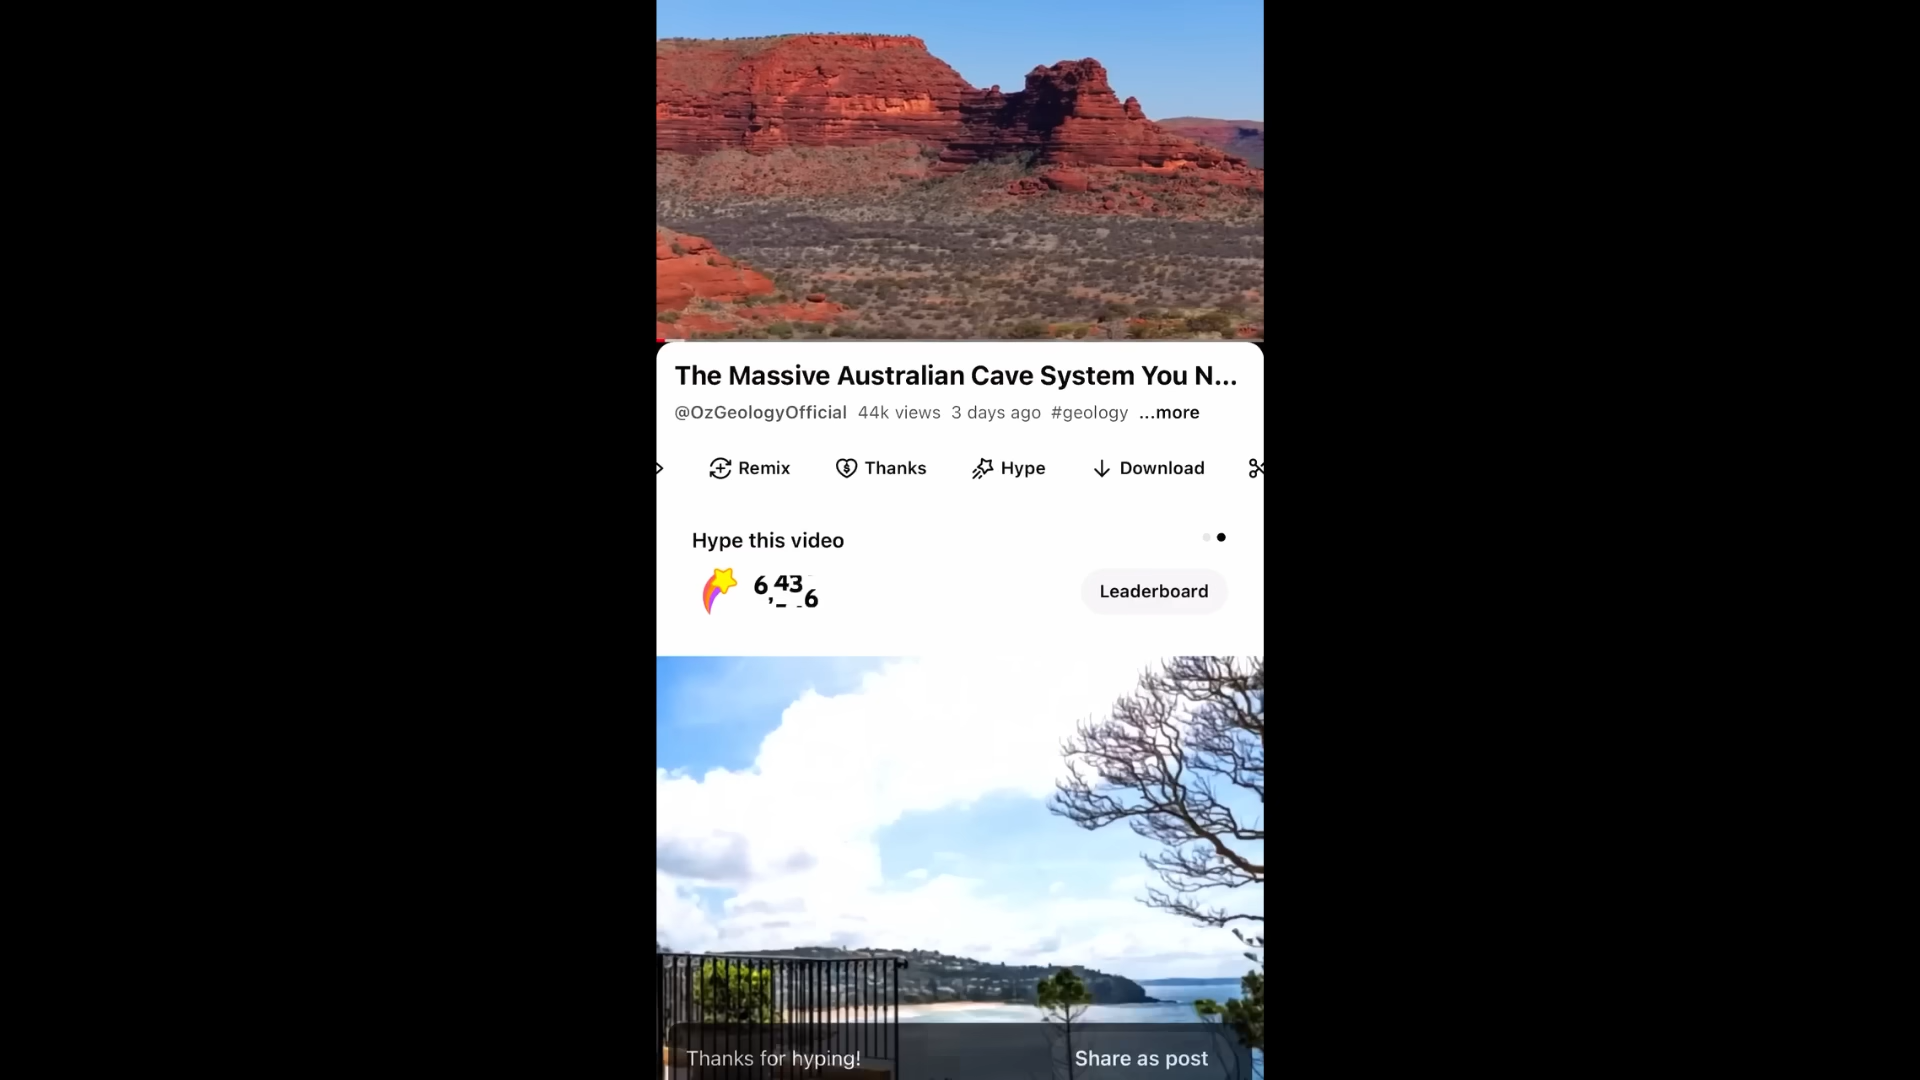 The Massive Australian Cave System You N...
@OzGeologyOfficial 44k views 3 days ago #geology ...more
Remix Thanks Hype Download
Hype this video
Leaderboard
Thanks for hyping!
Share as post